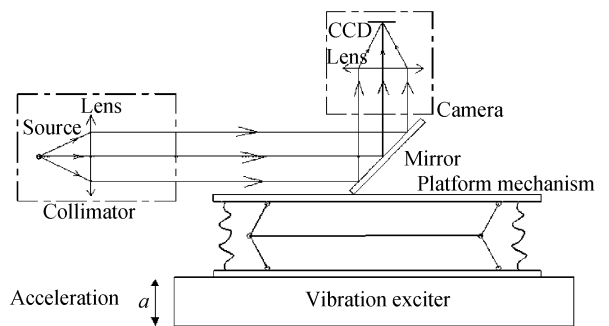 CCD
Lens
Camera
Lens
Source
Collimator
Mirror
Platform mechanism
Acceleration
a
Vibration exciter